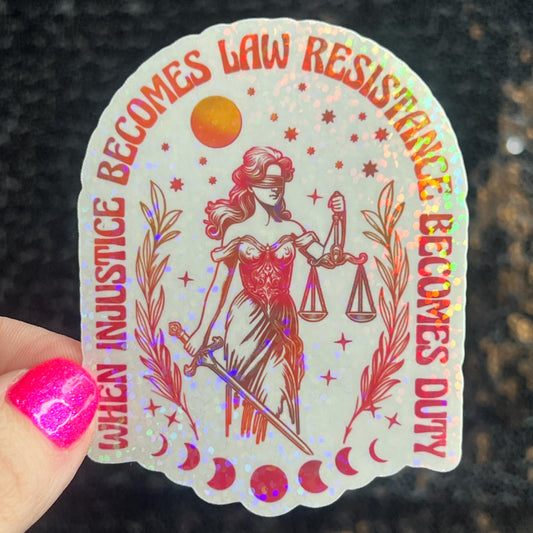 WHEN INJUSTICE BECOMES LAW RESISTANCE BECOMES DUTY